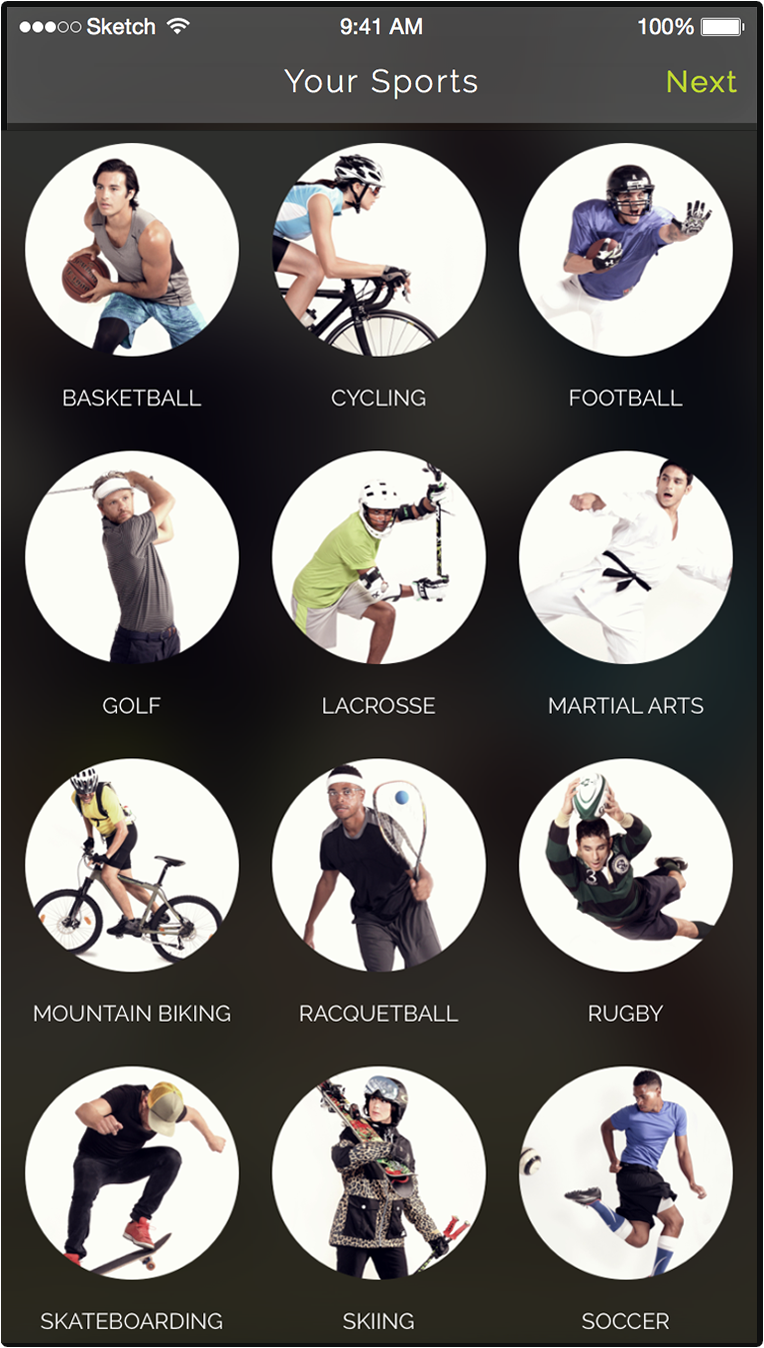 Sketch 9:41 AM 100%
Your Sports Next
BASKETBALL CYCLING FOOTBALL
GOLF LACROSSE MARTIAL ARTS
MOUNTAIN BIKING RACQUETBALL RUGBY
SKATEBOARDING SKIING SOCCER